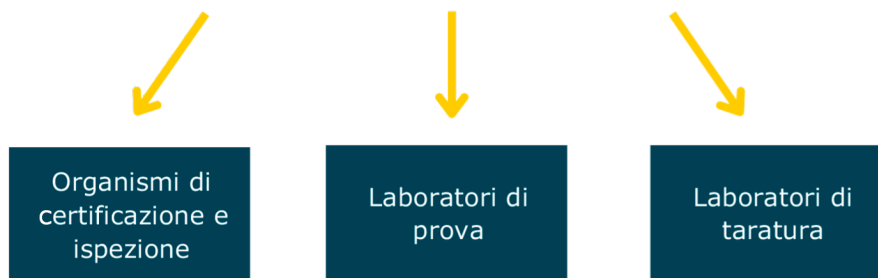 Organismi di
certificazione e
ispezione
Laboratori di
prova
Laboratori di
taratura